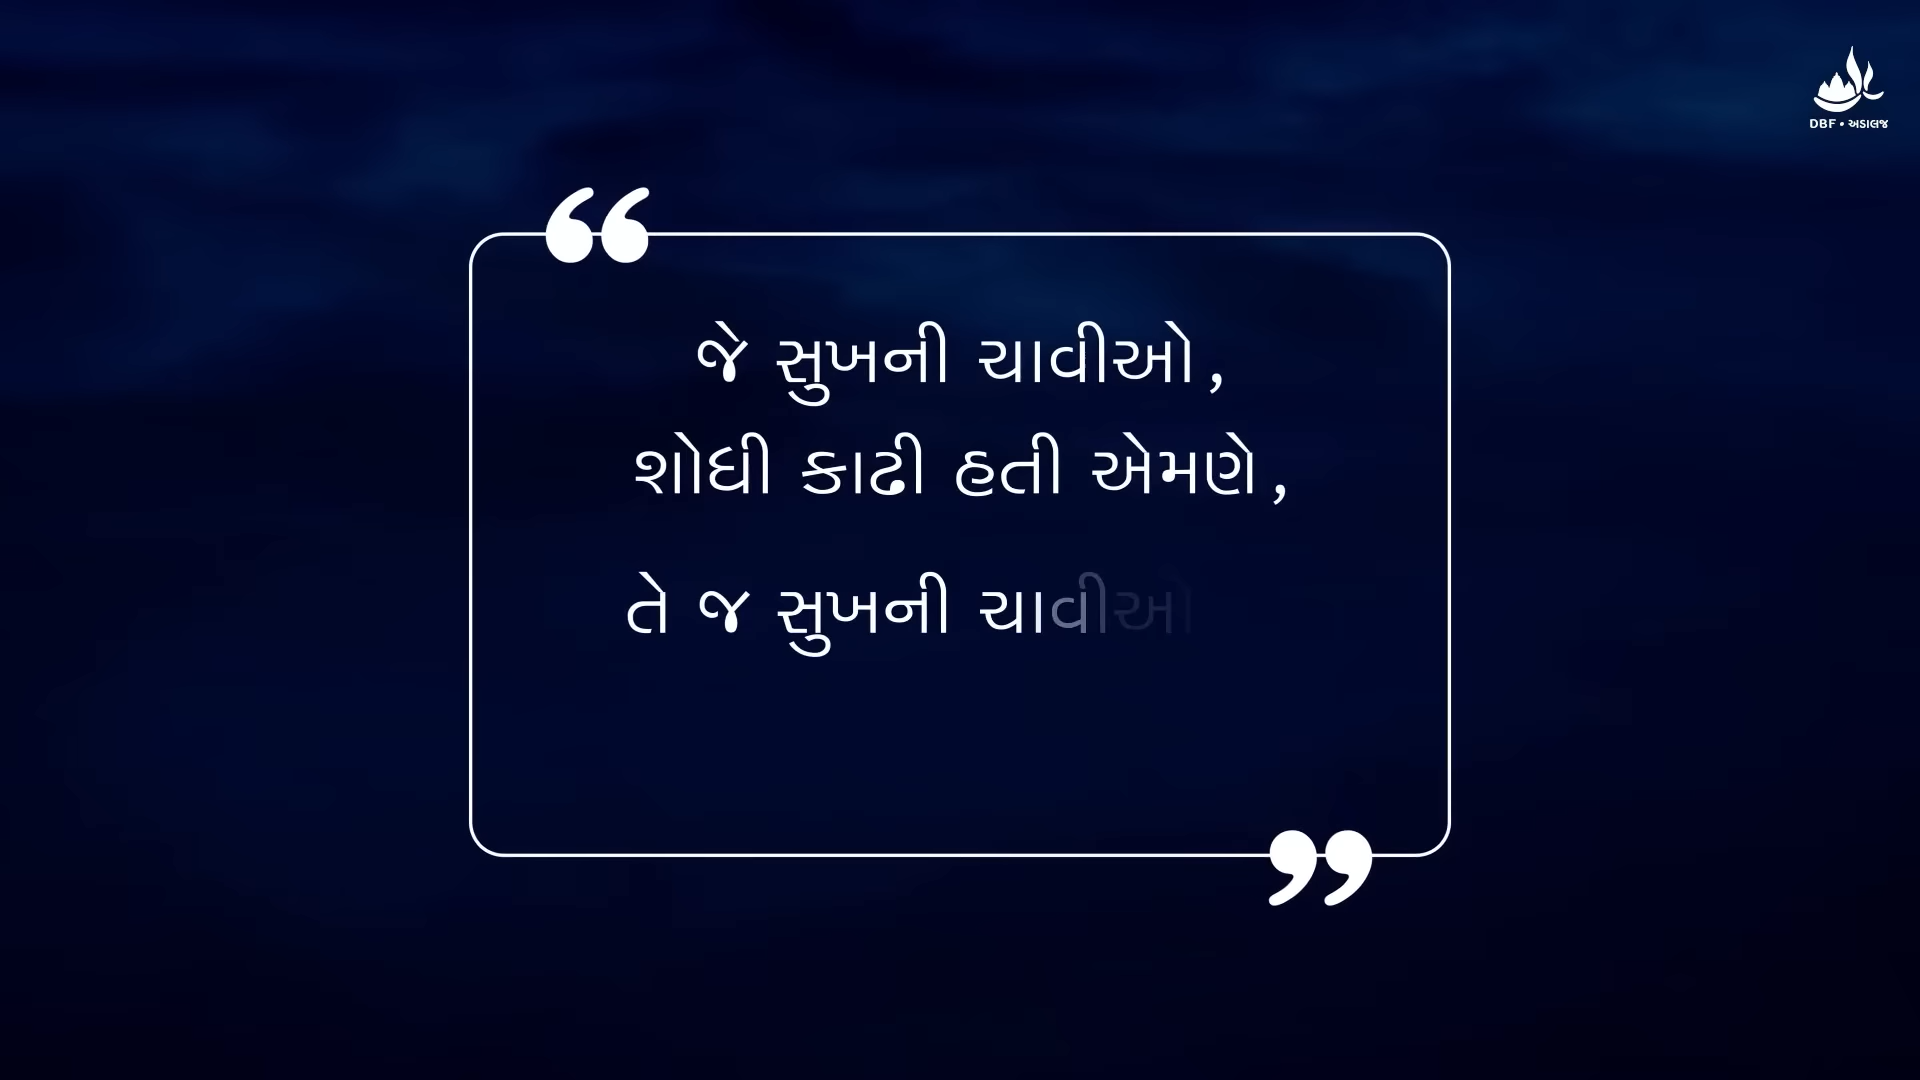 DBF • અડાલજ
જે સુખની ચાવીઓ,
શોધી કાઢી હતી એમણે,
તે જ સુખની ચાવીઓ